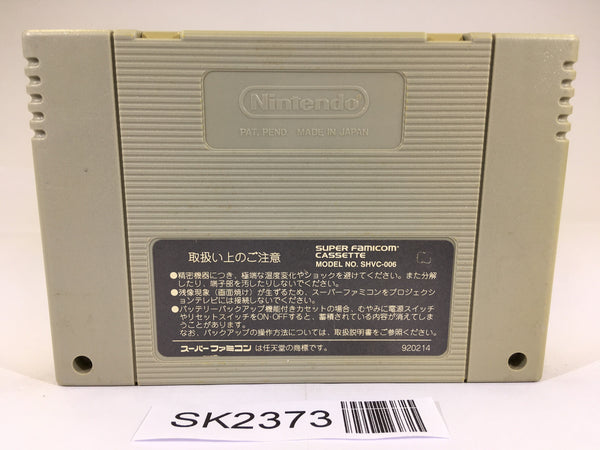 Nintendo
PAT. PEND MADE IN JAPAN
取扱い上のご注意
SUPER FAMICOM
CASSETTE
MODEL NO. SHVC-006
●精密機器につき、極端な温度変化やショックを避けてください。また分解
したり、端子部を汚したりしないでください。
●残像現象（画面焼け）が生ずるため、スーパーファミコンをプロジェクシ
ョンテレビには接続しないでください。
●バッテリーバックアップ機能付きカセットの場合、むやみに電源スイッチ
やリセットスイッチをON・OFFすると、蓄積されている内容が消えてしま
うことがあります。
なお、バックアップの操作方法については、取扱説明書をご参照ください。
スーパーファミコン は任天堂の商標です。
920214
SK2373